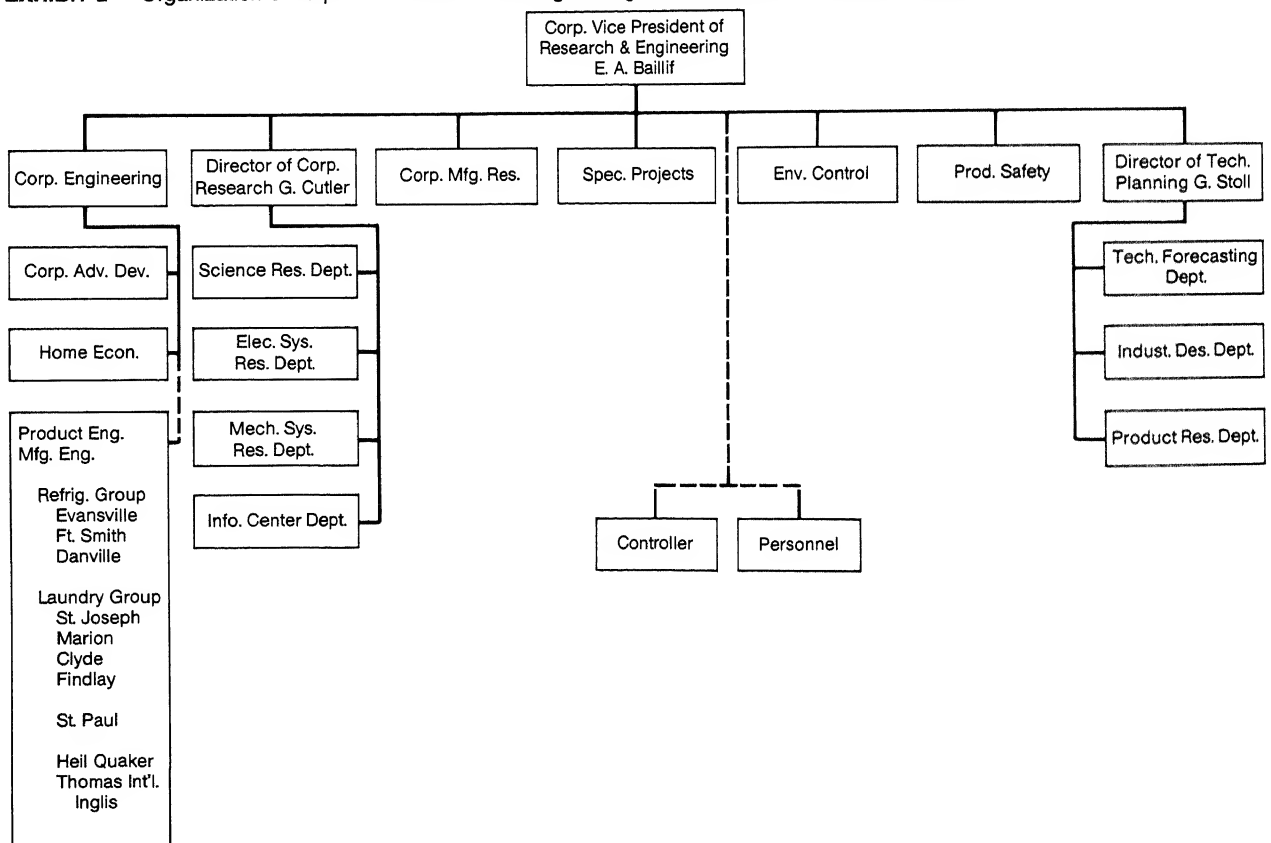 Corp. Vice President of
Research & Engineering
E. A. Baillif
Corp. Engineering
Director of Corp.
Research G. Cutler
Corp. Mfg. Res.
Spec. Projects
Env. Control
Prod. Safety
Director of Tech.
Planning G. Stoll
Corp. Adv. Dev.
Home Econ.
Product Eng.
Mfg. Eng.
Refrig. Group
Evansville
Ft. Smith
Danville
Laundry Group
St. Joseph
Marion
Clyde
Findlay
St. Paul
Heil Quaker
Thomas Int'l.
Inglis
Science Res. Dept.
Elec. Sys.
Res. Dept.
Mech. Sys.
Res. Dept.
Info. Center Dept.
Controller
Personnel
Tech. Forecasting
Dept.
Indust. Des. Dept.
Product Res. Dept.